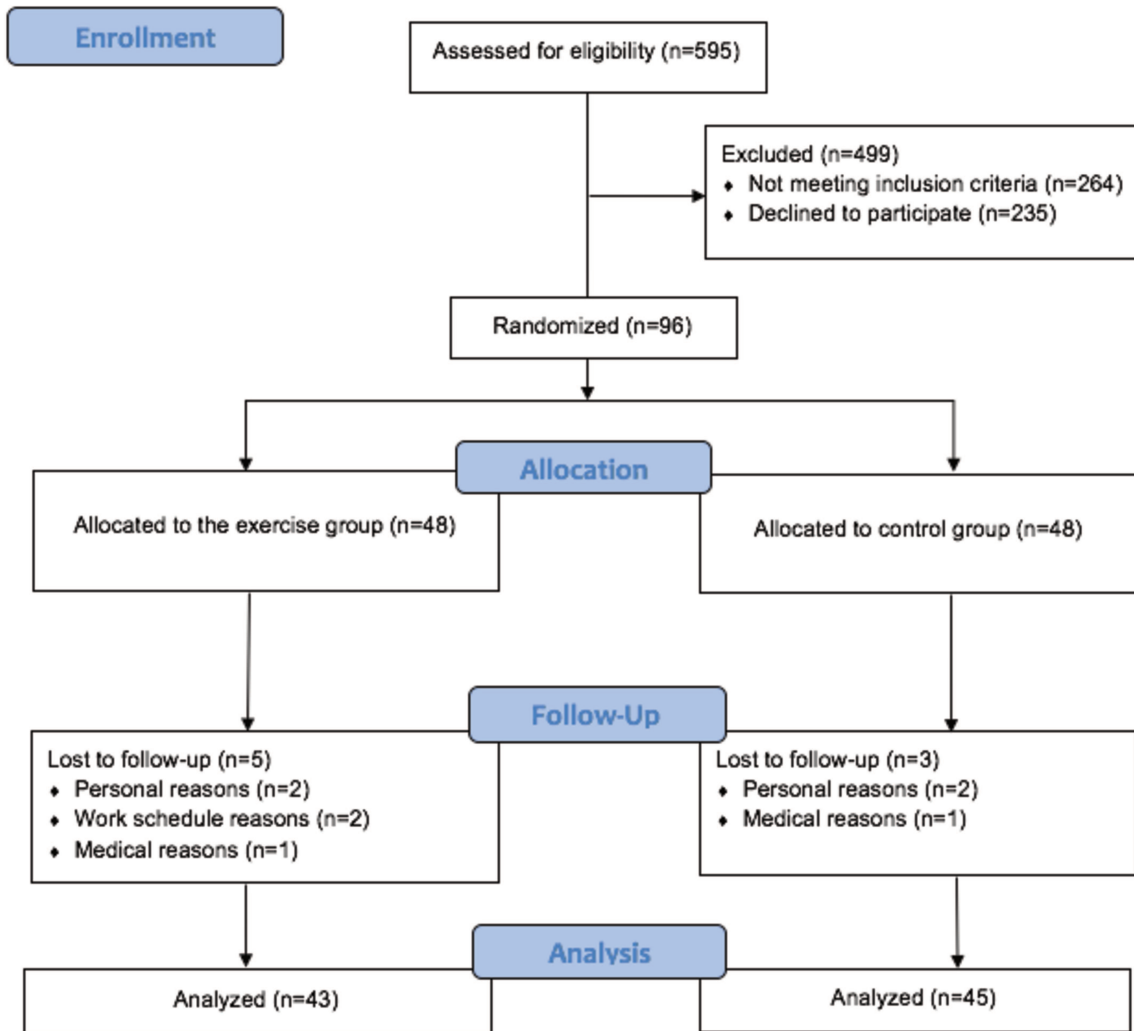 Enrollment
Assessed for eligibility (n=595)
Excluded (n=499)
♦ Not meeting inclusion criteria (n=264)
♦ Declined to participate (n=235)
Randomized (n=96)
Allocation
Allocated to the exercise group (n=48)
Allocated to control group (n=48)
Follow-Up
Lost to follow-up (n=5)
♦ Personal reasons (n=2)
♦ Work schedule reasons (n=2)
♦ Medical reasons (n=1)
Lost to follow-up (n=3)
♦ Personal reasons (n=2)
♦ Medical reasons (n=1)
Analysis
Analyzed (n=43)
Analyzed (n=45)